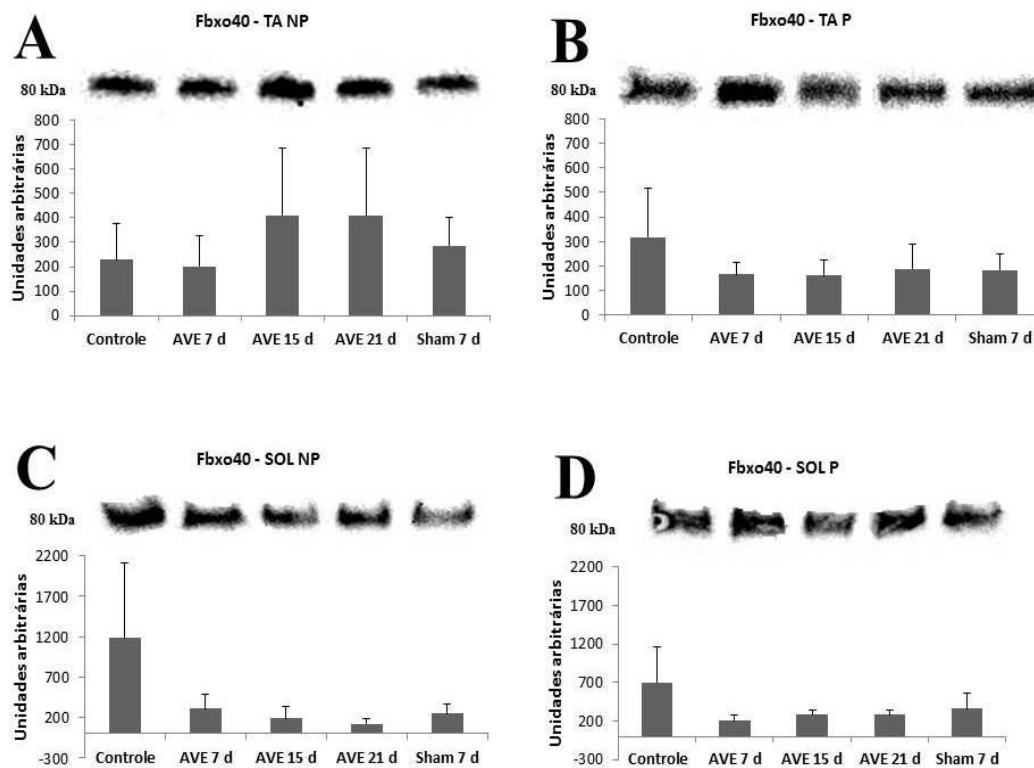 A
Fbxo40 - TA NP
80 kDa
Unidades arbitrárias
800
700
600
500
400
300
200
100
0
Controle AVE 7 d AVE 15 d AVE 21 d Sham 7 d
B
Fbxo40 - TA P
80 kDa
Unidades arbitrárias
800
700
600
500
400
300
200
100
0
Controle AVE 7 d AVE 15 d AVE 21 d Sham 7 d
C
Fbxo40 - SOL NP
80 kDa
Unidades arbitrárias
2200
1700
1200
700
200
-300
Controle AVE 7 d AVE 15 d AVE 21 d Sham 7 d
D
Fbxo40 - SOL P
80 kDa
Unidades arbitrárias
2200
1700
1200
700
200
-300
Controle AVE 7 d AVE 15 d AVE 21 d Sham 7 d